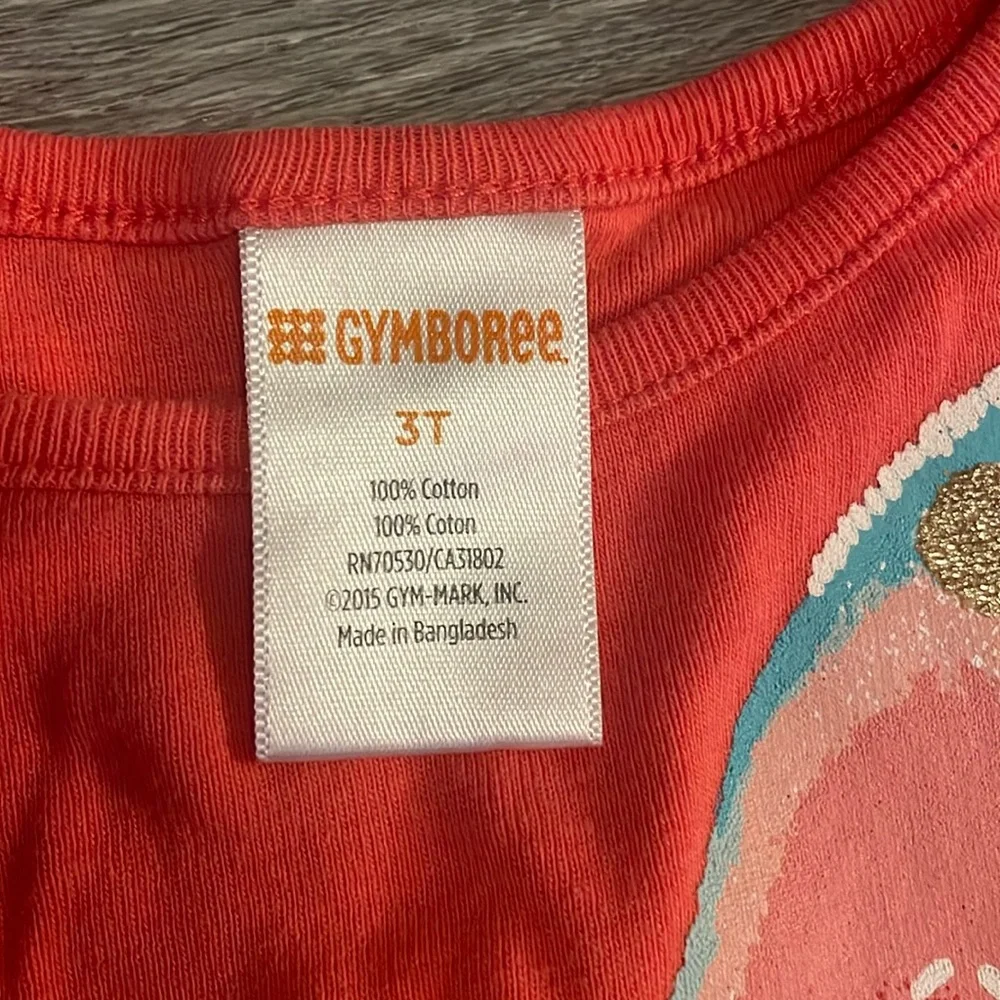 GYMBOREE
3T
100% Cotton
100% Coton
RN70530/CA31802
©2015 GYM-MARK, INC.
Made in Bangladesh